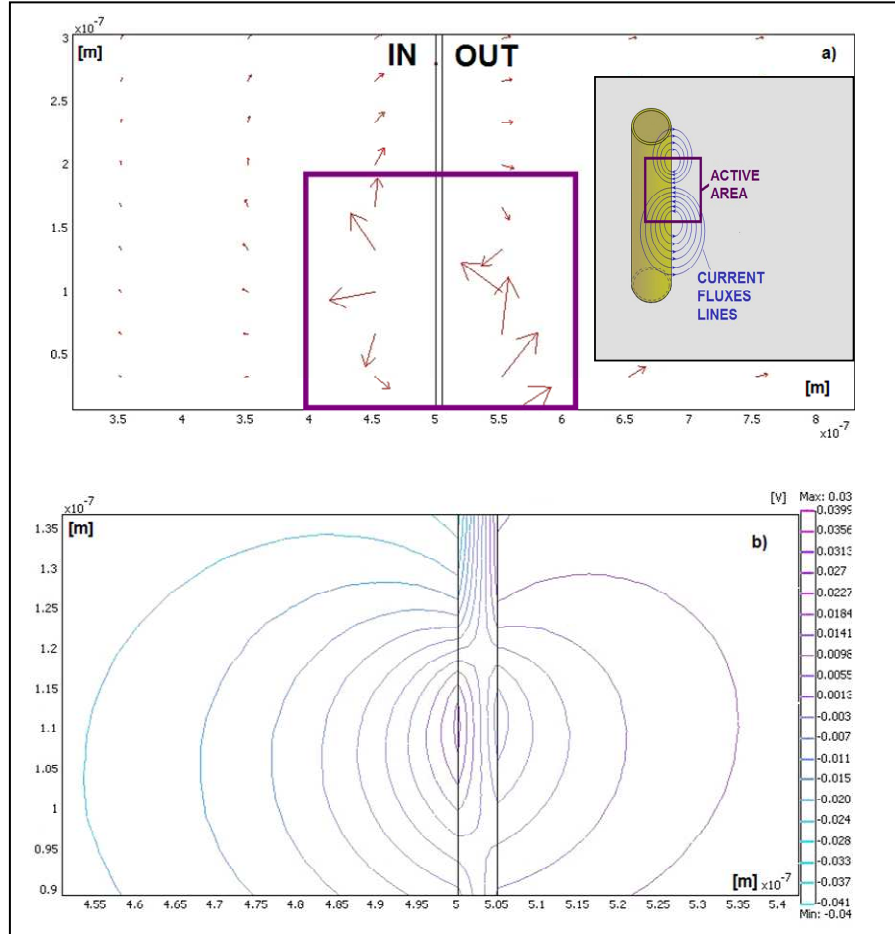 ×10⁻⁷
3
[m]
IN
OUT
a)
2.5
2
1.5
1
0.5
ACTIVE
AREA
CURRENT
FLUXES
LINES
[m]
3.5 4 4.5 5 5.5 6 6.5 7 7.5 8
×10⁻⁷
×10⁻⁷
[V] Max: 0.03
[m]
b)
1.35
1.3
1.25
1.2
1.15
1.1
1.05
1
0.95
0.9
0.0399
0.0356
0.0313
0.027
0.0227
0.0184
0.0141
0.0098
0.0055
0.0013
-0.003
-0.007
-0.011
-0.015
-0.020
-0.024
-0.028
-0.033
-0.037
-0.041
Min: -0.04
[m] ×10⁻⁷
4.55 4.6 4.65 4.7 4.75 4.8 4.85 4.9 4.95 5 5.05 5.1 5.15 5.2 5.25 5.3 5.35 5.4